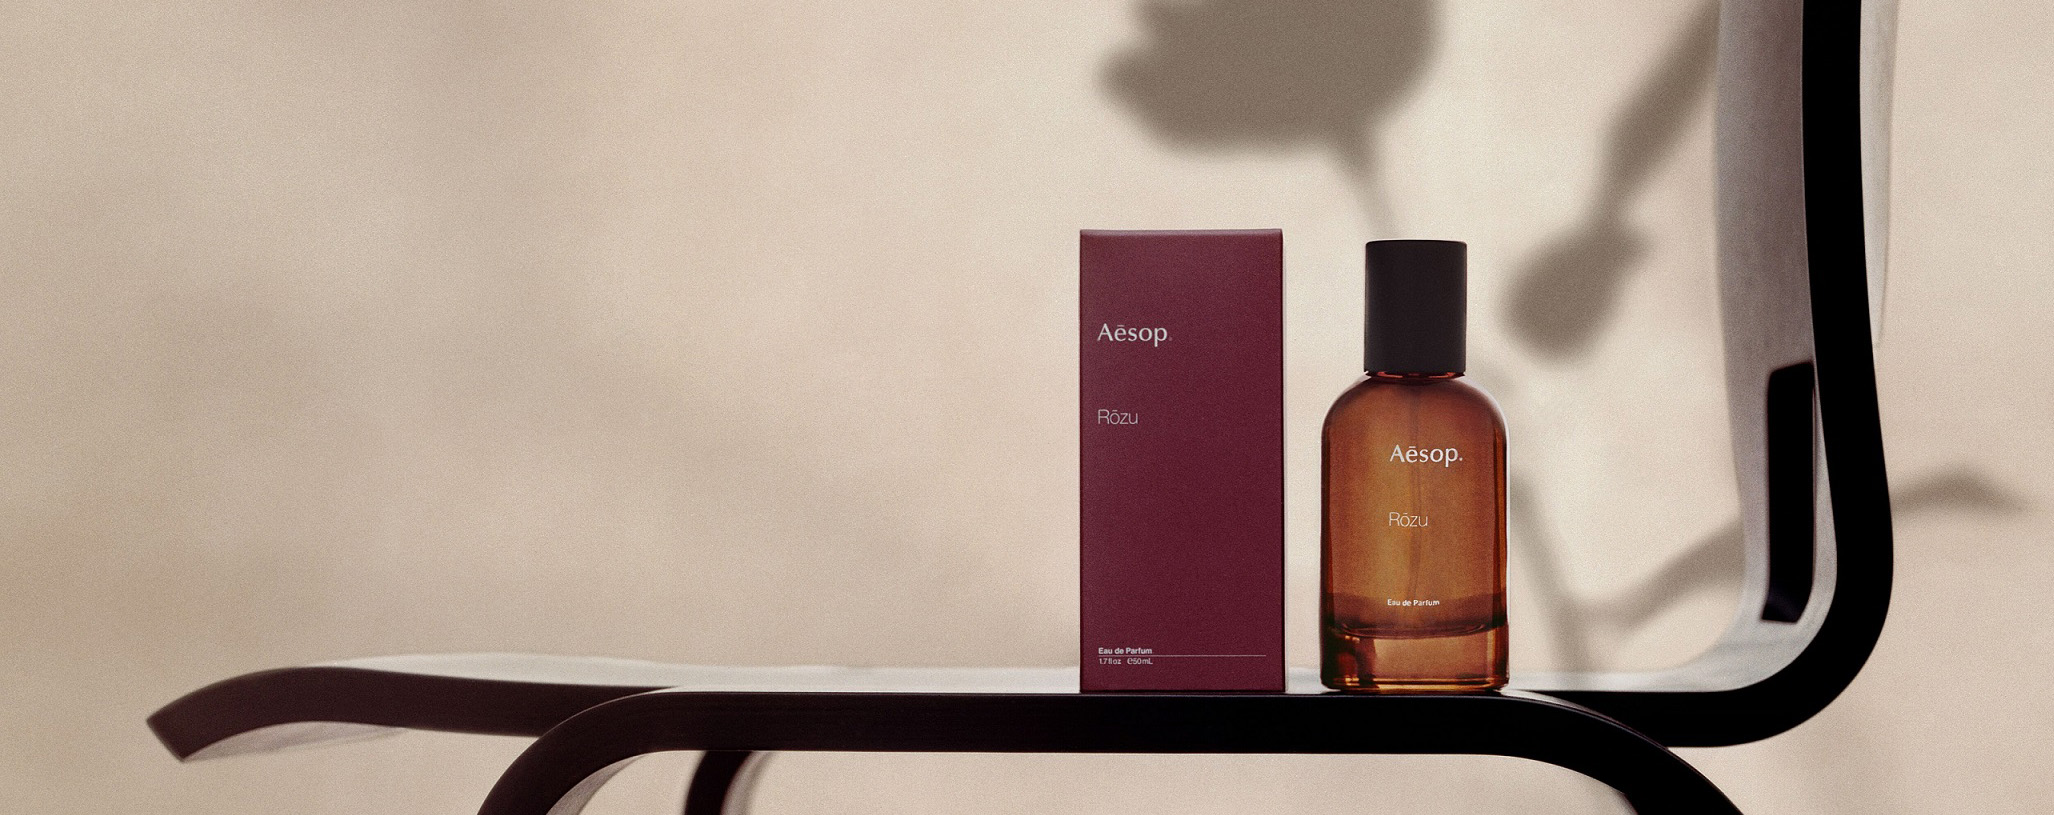 Aēsop.
Rōzu
Eau de Parfum
1.7 fl oz ℮50 mL
Aēsop.
Rōzu
Eau de Parfum